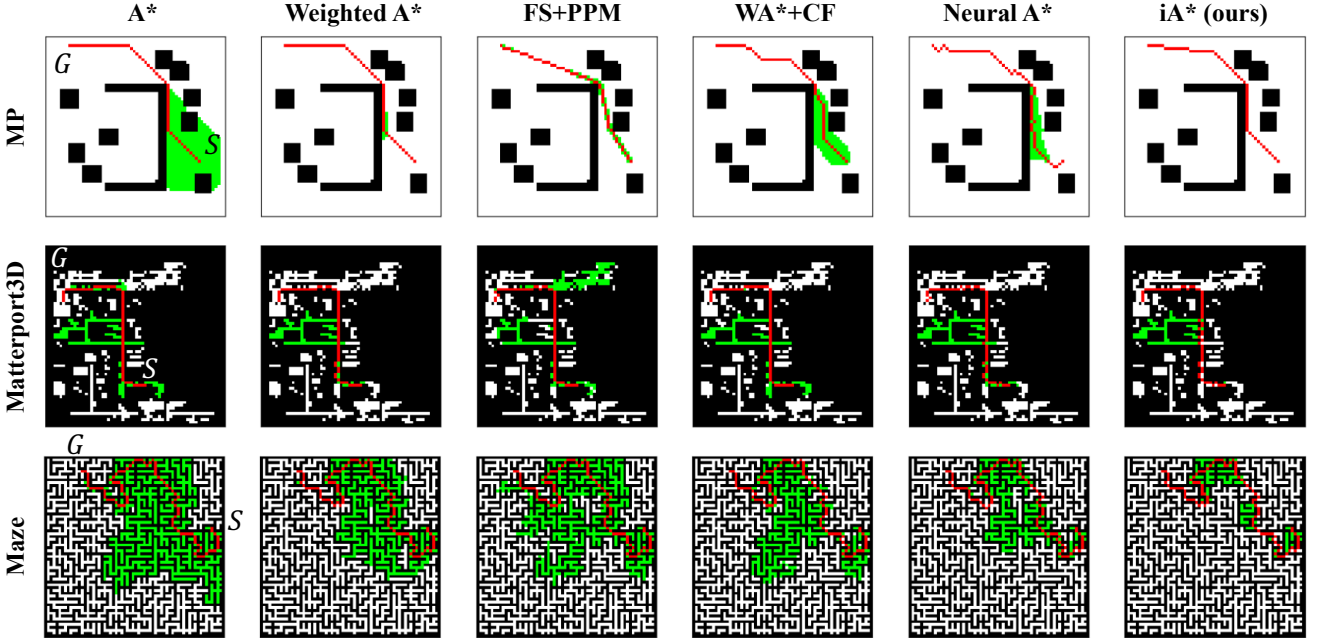 A* Weighted A* FS+PPM WA*+CF Neural A* iA* (ours)
MP
G
S
Matterport3D
G
S
Maze
G
S